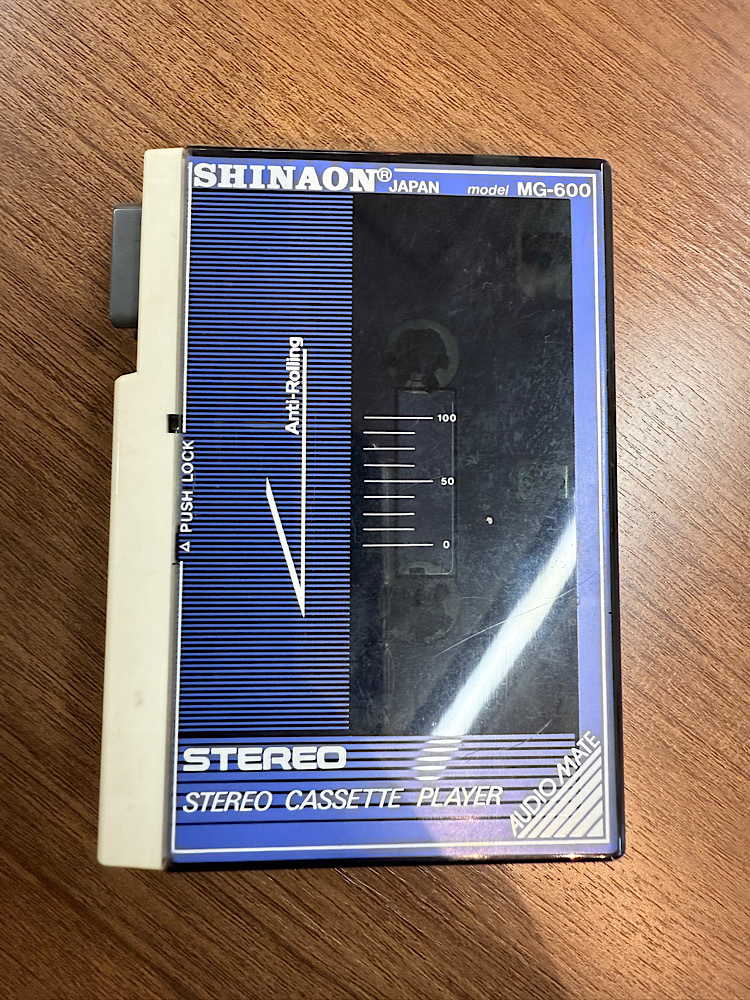 SHINAON® JAPAN model MG-600
Anti-Rolling
100
50
0
△ PUSH LOCK
STEREO
STEREO CASSETTE PLAYER
AUDIO MATE